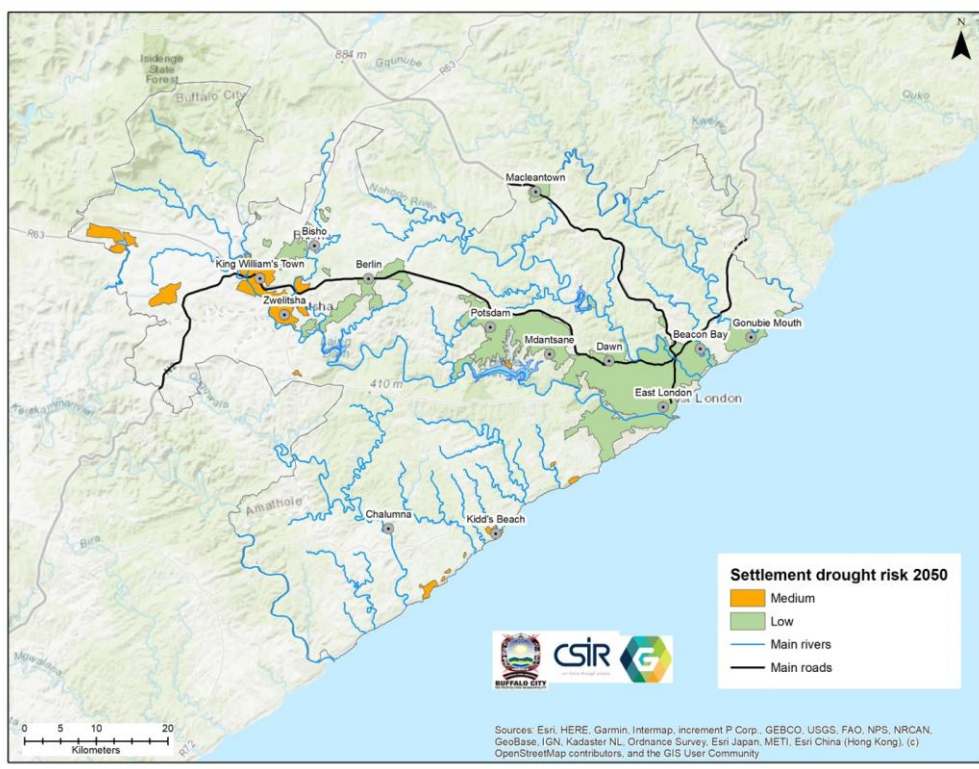 N
884 m
Gqunube
R63
Isidenge
State
Forest
Buffalo City
Quko
Kwelera
Macleantown
Nahoon River
R63
Bisho
King William's Town
Berlin
Zwelitsha
Potsdam
Mdantsane
Dawn
Beacon Bay
Gonubie Mouth
410 m
East London
London
Amathole
Chalumna
Kidd's Beach
Bira
R72
Settlement drought risk 2050
Medium
Low
Main rivers
Main roads
BUFFALO CITY
METROPOLITAN MUNICIPALITY
CSIR
G
0 5 10 20
Kilometers
Sources: Esri, HERE, Garmin, Intermap, increment P Corp., GEBCO, USGS, FAO, NPS, NRCAN,
GeoBase, IGN, Kadaster NL, Ordnance Survey, Esri Japan, METI, Esri China (Hong Kong), (c)
OpenStreetMap contributors, and the GIS User Community